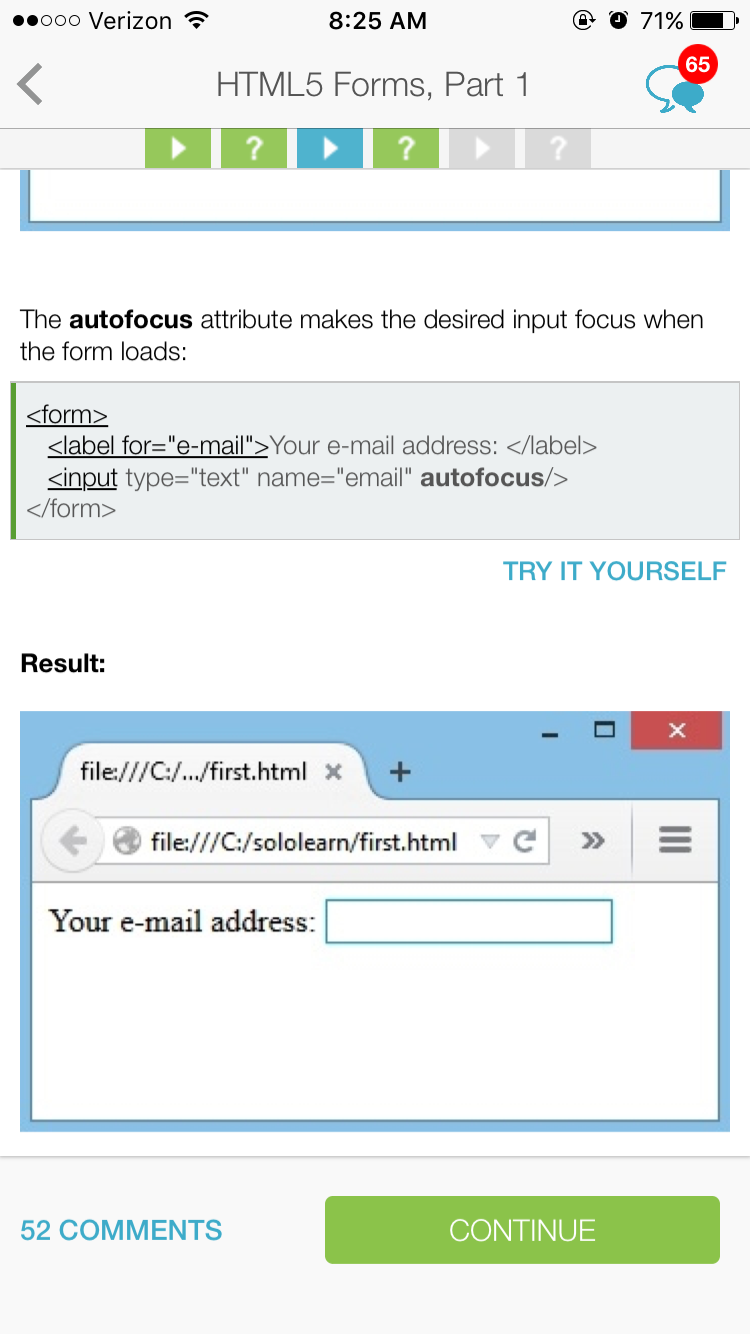 Verizon 8:25 AM 71%
HTML5 Forms, Part 1 65
? ? ?
The autofocus attribute makes the desired input focus when
the form loads:
<form>
<label for="e-mail">Your e-mail address: </label>
<input type="text" name="email" autofocus/>
</form>
TRY IT YOURSELF
Result:
file:///C:/.../first.html
file:///C:/sololearn/first.html
Your e-mail address:
52 COMMENTS CONTINUE